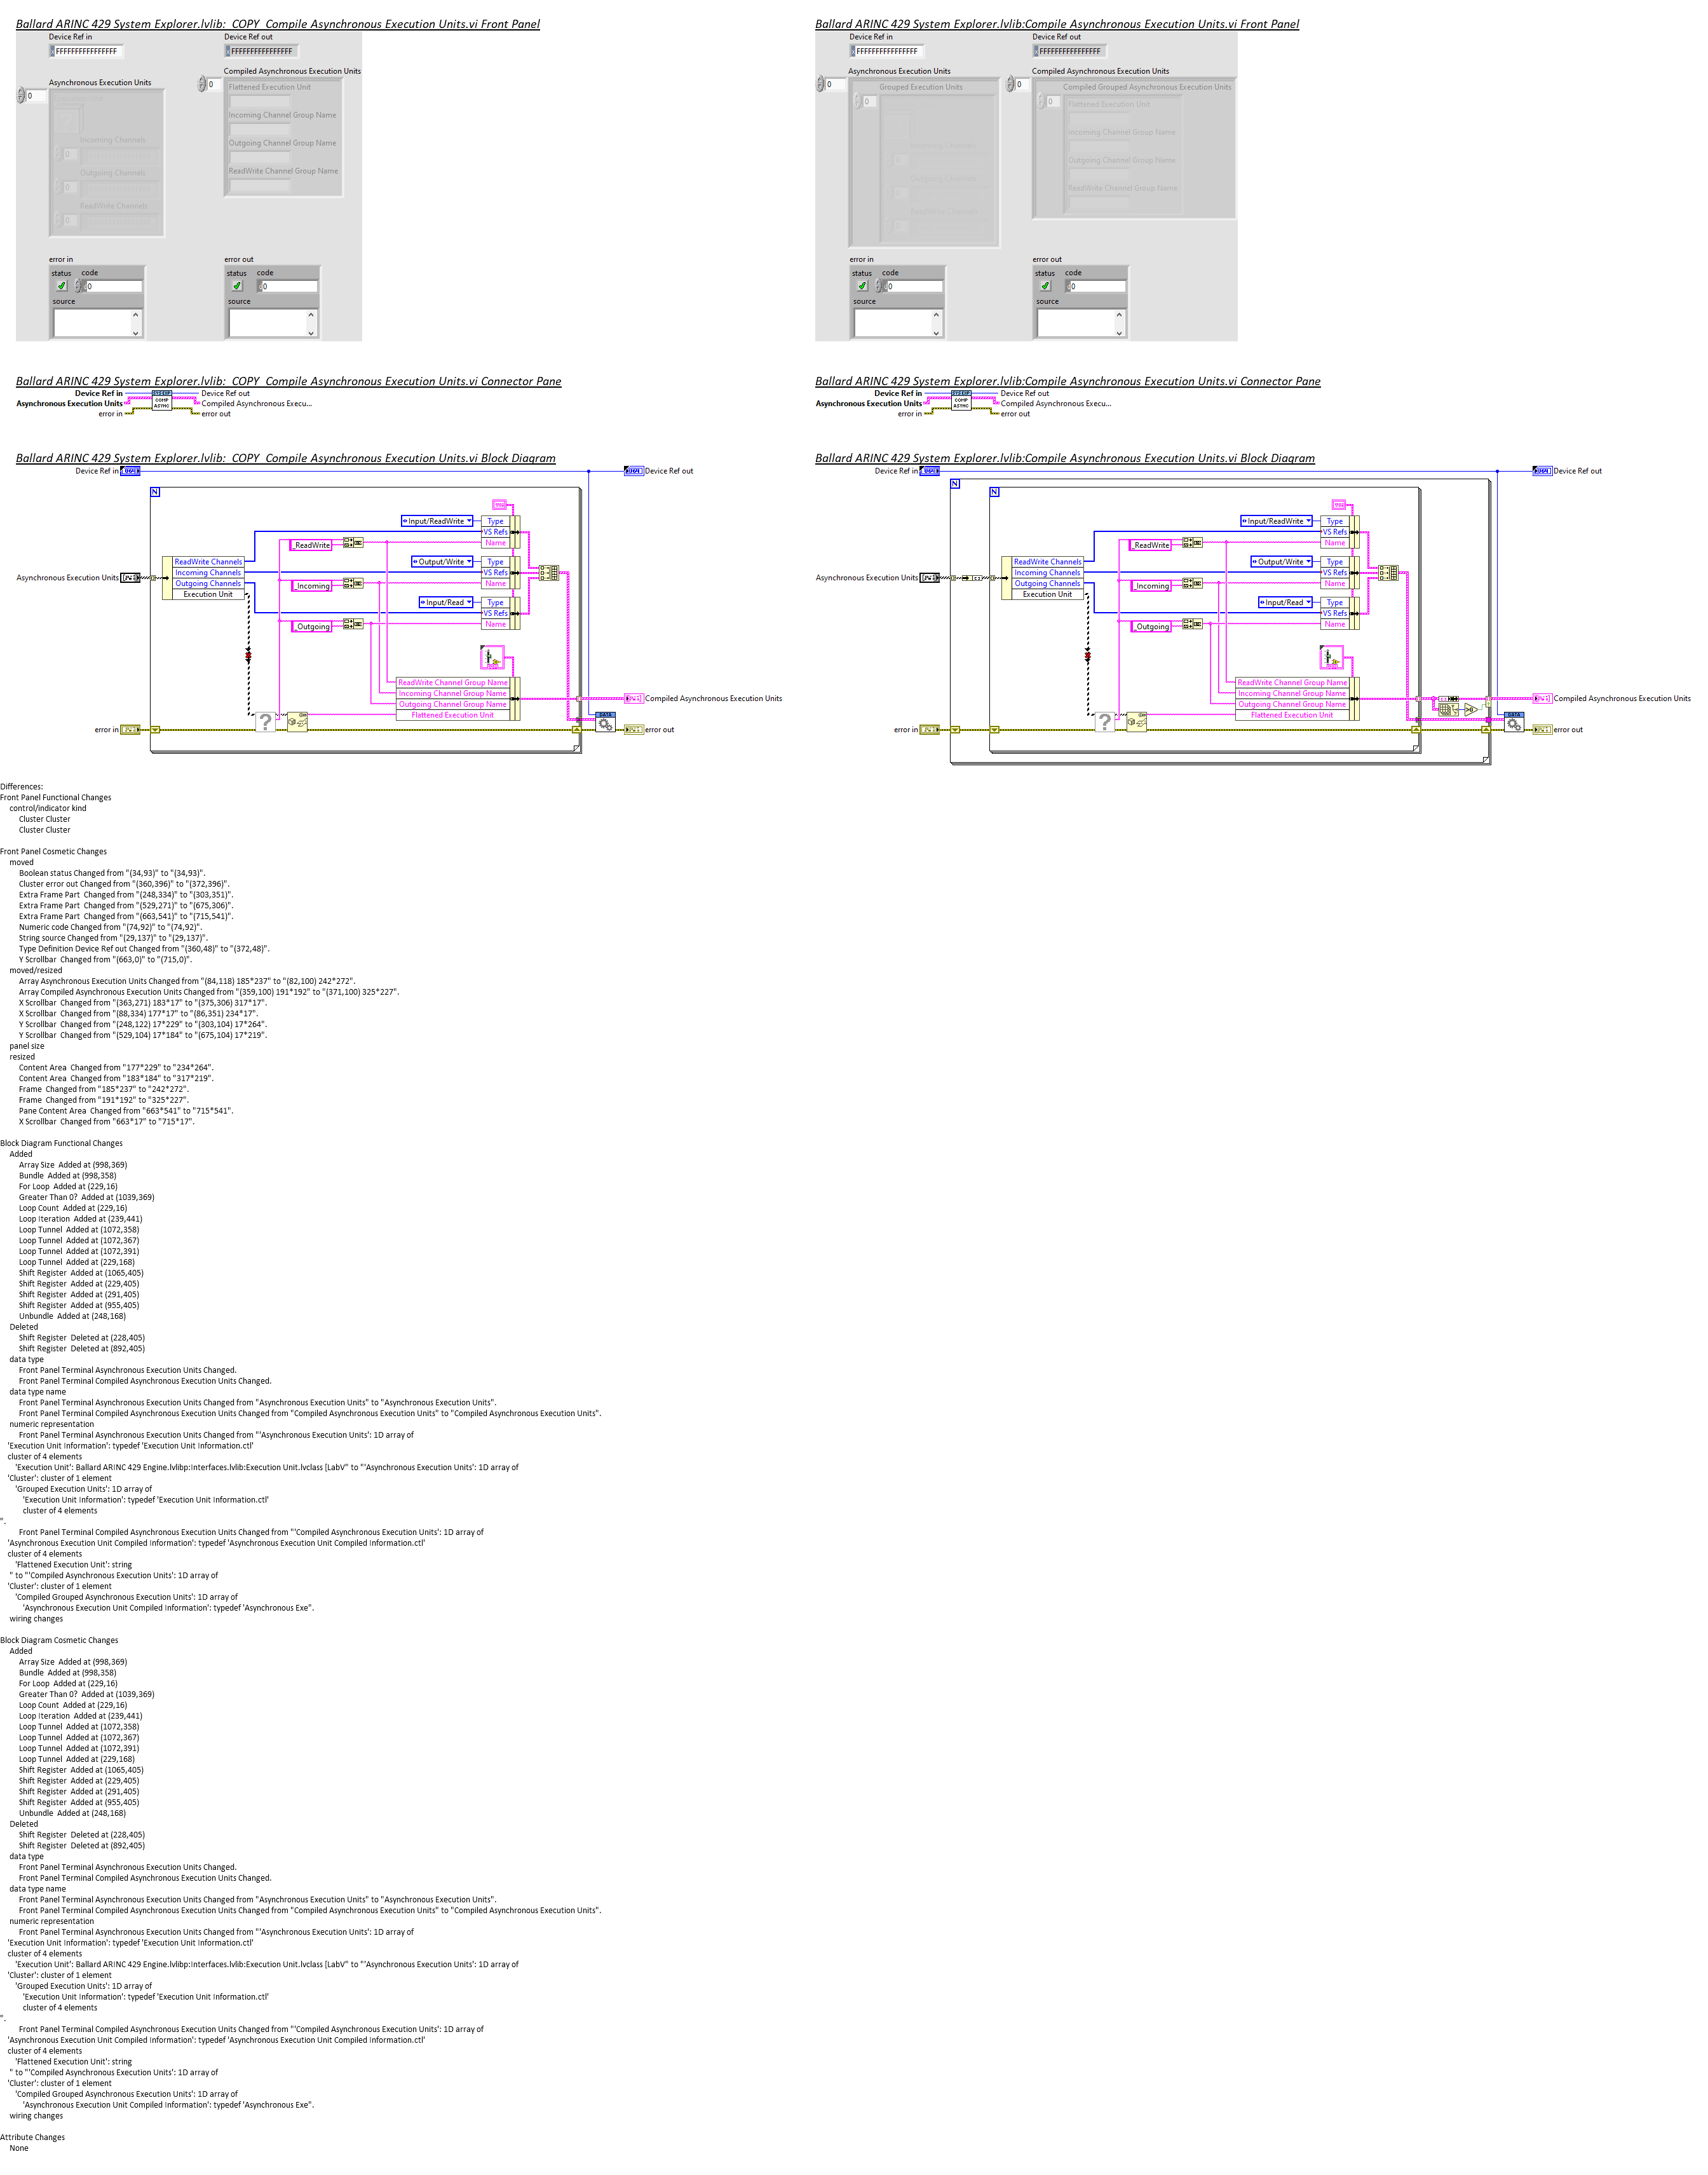 Ballard ARINC 429 System Explorer.lvlib:_COPY_Compile Asynchronous Execution Units.vi Front Panel
Device Ref in
Device Ref out
FFFFFFFFFFFFFFFF
FFFFFFFFFFFFFFFF
Compiled Asynchronous Execution Units
Asynchronous Execution Units
0
0
Flattened Execution Unit
Incoming Channel Group Name
Outgoing Channel Group Name
ReadWrite Channel Group Name
Incoming Channels
0
Outgoing Channels
0
ReadWrite Channels
0
error in
error out
status code
status code
0
0
source
source
Ballard ARINC 429 System Explorer.lvlib:Compile Asynchronous Execution Units.vi Front Panel
Device Ref in
Device Ref out
FFFFFFFFFFFFFFFF
FFFFFFFFFFFFFFFF
Asynchronous Execution Units
Compiled Asynchronous Execution Units
0
0
Grouped Execution Units
Compiled Grouped Asynchronous Execution Units
0
0
Flattened Execution Unit
Incoming Channel Group Name
Outgoing Channel Group Name
ReadWrite Channel Group Name
Incoming Channels
Outgoing Channels
ReadWrite Channels
error in
error out
status code
status code
0
0
source
source
Ballard ARINC 429 System Explorer.lvlib:_COPY_Compile Asynchronous Execution Units.vi Connector Pane
Device Ref in
Device Ref out
Asynchronous Execution Units
COMP ASYNC
Compiled Asynchronous Execu...
error in
error out
Ballard ARINC 429 System Explorer.lvlib:Compile Asynchronous Execution Units.vi Connector Pane
Device Ref in
Device Ref out
Asynchronous Execution Units
COMP ASYNC
Compiled Asynchronous Execu...
error in
error out
Ballard ARINC 429 System Explorer.lvlib:_COPY_Compile Asynchronous Execution Units.vi Block Diagram
Device Ref in
Device Ref out
N
Input/ReadWrite
Type
VS Refs
Name
_ReadWrite
Output/Write
Type
VS Refs
Name
ReadWrite Channels
Incoming Channels
Outgoing Channels
Execution Unit
Asynchronous Execution Units
_Incoming
Input/Read
Type
VS Refs
Name
_Outgoing
ReadWrite Channel Group Name
Incoming Channel Group Name
Outgoing Channel Group Name
Flattened Execution Unit
Compiled Asynchronous Execution Units
?
DATA
error in
error out
Ballard ARINC 429 System Explorer.lvlib:Compile Asynchronous Execution Units.vi Block Diagram
Device Ref in
Device Ref out
N
N
Input/ReadWrite
Type
VS Refs
Name
_ReadWrite
Output/Write
Type
VS Refs
Name
ReadWrite Channels
Incoming Channels
Outgoing Channels
Execution Unit
Asynchronous Execution Units
_Incoming
Input/Read
Type
VS Refs
Name
_Outgoing
ReadWrite Channel Group Name
Incoming Channel Group Name
Outgoing Channel Group Name
Flattened Execution Unit
Compiled Asynchronous Execution Units
?
DATA
error in
error out
Differences:
Front Panel Functional Changes
control/indicator kind
Cluster Cluster
Cluster Cluster
Front Panel Cosmetic Changes
moved
Boolean status Changed from "(34,93)" to "(34,93)".
Cluster error out Changed from "(360,396)" to "(372,396)".
Extra Frame Part  Changed from "(248,334)" to "(303,351)".
Extra Frame Part  Changed from "(529,271)" to "(675,306)".
Extra Frame Part  Changed from "(663,541)" to "(715,541)".
Numeric code Changed from "(74,92)" to "(74,92)".
String source Changed from "(29,137)" to "(29,137)".
Type Definition Device Ref out Changed from "(360,48)" to "(372,48)".
Y Scrollbar  Changed from "(663,0)" to "(715,0)".
moved/resized
Array Asynchronous Execution Units Changed from "(84,118) 185*237" to "(82,100) 242*272".
Array Compiled Asynchronous Execution Units Changed from "(359,100) 191*192" to "(371,100) 325*227".
X Scrollbar  Changed from "(363,271) 183*17" to "(375,306) 317*17".
X Scrollbar  Changed from "(88,334) 177*17" to "(86,351) 234*17".
Y Scrollbar  Changed from "(248,122) 17*229" to "(303,104) 17*264".
Y Scrollbar  Changed from "(529,104) 17*184" to "(675,104) 17*219".
panel size
resized
Content Area  Changed from "177*229" to "234*264".
Content Area  Changed from "183*184" to "317*219".
Frame  Changed from "185*237" to "242*272".
Frame  Changed from "191*192" to "325*227".
Pane Content Area  Changed from "663*541" to "715*541".
X Scrollbar  Changed from "663*17" to "715*17".
Block Diagram Functional Changes
Added
Array Size  Added at (998,369)
Bundle  Added at (998,358)
For Loop  Added at (229,16)
Greater Than 0?  Added at (1039,369)
Loop Count  Added at (229,16)
Loop Iteration  Added at (239,441)
Loop Tunnel  Added at (1072,358)
Loop Tunnel  Added at (1072,367)
Loop Tunnel  Added at (1072,391)
Loop Tunnel  Added at (229,168)
Shift Register  Added at (1065,405)
Shift Register  Added at (229,405)
Shift Register  Added at (291,405)
Shift Register  Added at (955,405)
Unbundle  Added at (248,168)
Deleted
Shift Register  Deleted at (228,405)
Shift Register  Deleted at (892,405)
data type
Front Panel Terminal Asynchronous Execution Units Changed.
Front Panel Terminal Compiled Asynchronous Execution Units Changed.
data type name
Front Panel Terminal Asynchronous Execution Units Changed from "Asynchronous Execution Units" to "Asynchronous Execution Units".
Front Panel Terminal Compiled Asynchronous Execution Units Changed from "Compiled Asynchronous Execution Units" to "Compiled Asynchronous Execution Units".
numeric representation
Front Panel Terminal Asynchronous Execution Units Changed from "'Asynchronous Execution Units': 1D array of
'Execution Unit Information': typedef 'Execution Unit Information.ctl'
cluster of 4 elements
'Execution Unit': Ballard ARINC 429 Engine.lvlibp:Interfaces.lvlib:Execution Unit.lvclass [LabV" to "'Asynchronous Execution Units': 1D array of
'Cluster': cluster of 1 element
'Grouped Execution Units': 1D array of
'Execution Unit Information': typedef 'Execution Unit Information.ctl'
cluster of 4 elements
".
Front Panel Terminal Compiled Asynchronous Execution Units Changed from "'Compiled Asynchronous Execution Units': 1D array of
'Asynchronous Execution Unit Compiled Information': typedef 'Asynchronous Execution Unit Compiled Information.ctl'
cluster of 4 elements
'Flattened Execution Unit': string
" to "'Compiled Asynchronous Execution Units': 1D array of
'Cluster': cluster of 1 element
'Compiled Grouped Asynchronous Execution Units': 1D array of
'Asynchronous Execution Unit Compiled Information': typedef 'Asynchronous Exe".
wiring changes
Block Diagram Cosmetic Changes
Added
Array Size  Added at (998,369)
Bundle  Added at (998,358)
For Loop  Added at (229,16)
Greater Than 0?  Added at (1039,369)
Loop Count  Added at (229,16)
Loop Iteration  Added at (239,441)
Loop Tunnel  Added at (1072,358)
Loop Tunnel  Added at (1072,367)
Loop Tunnel  Added at (1072,391)
Loop Tunnel  Added at (229,168)
Shift Register  Added at (1065,405)
Shift Register  Added at (229,405)
Shift Register  Added at (291,405)
Shift Register  Added at (955,405)
Unbundle  Added at (248,168)
Deleted
Shift Register  Deleted at (228,405)
Shift Register  Deleted at (892,405)
data type
Front Panel Terminal Asynchronous Execution Units Changed.
Front Panel Terminal Compiled Asynchronous Execution Units Changed.
data type name
Front Panel Terminal Asynchronous Execution Units Changed from "Asynchronous Execution Units" to "Asynchronous Execution Units".
Front Panel Terminal Compiled Asynchronous Execution Units Changed from "Compiled Asynchronous Execution Units" to "Compiled Asynchronous Execution Units".
numeric representation
Front Panel Terminal Asynchronous Execution Units Changed from "'Asynchronous Execution Units': 1D array of
'Execution Unit Information': typedef 'Execution Unit Information.ctl'
cluster of 4 elements
'Execution Unit': Ballard ARINC 429 Engine.lvlibp:Interfaces.lvlib:Execution Unit.lvclass [LabV" to "'Asynchronous Execution Units': 1D array of
'Cluster': cluster of 1 element
'Grouped Execution Units': 1D array of
'Execution Unit Information': typedef 'Execution Unit Information.ctl'
cluster of 4 elements
".
Front Panel Terminal Compiled Asynchronous Execution Units Changed from "'Compiled Asynchronous Execution Units': 1D array of
'Asynchronous Execution Unit Compiled Information': typedef 'Asynchronous Execution Unit Compiled Information.ctl'
cluster of 4 elements
'Flattened Execution Unit': string
" to "'Compiled Asynchronous Execution Units': 1D array of
'Cluster': cluster of 1 element
'Compiled Grouped Asynchronous Execution Units': 1D array of
'Asynchronous Execution Unit Compiled Information': typedef 'Asynchronous Exe".
wiring changes
Attribute Changes
None